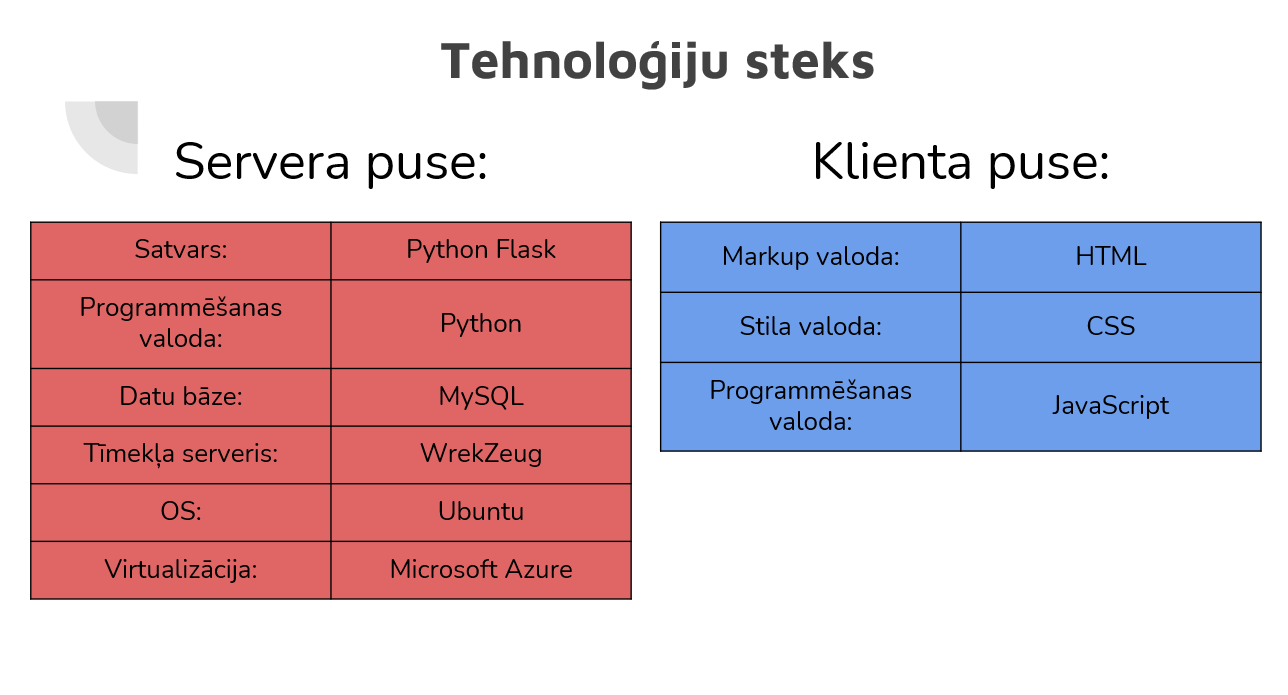 Tehnoloģiju steks
Servera puse:
Satvars: Python Flask
Programmēšanas
valoda: Python
Datu bāze: MySQL
Tīmekļa serveris: WrekZeug
OS: Ubuntu
Virtualizācija: Microsoft Azure
Klienta puse:
Markup valoda: HTML
Stila valoda: CSS
Programmēšanas
valoda: JavaScript